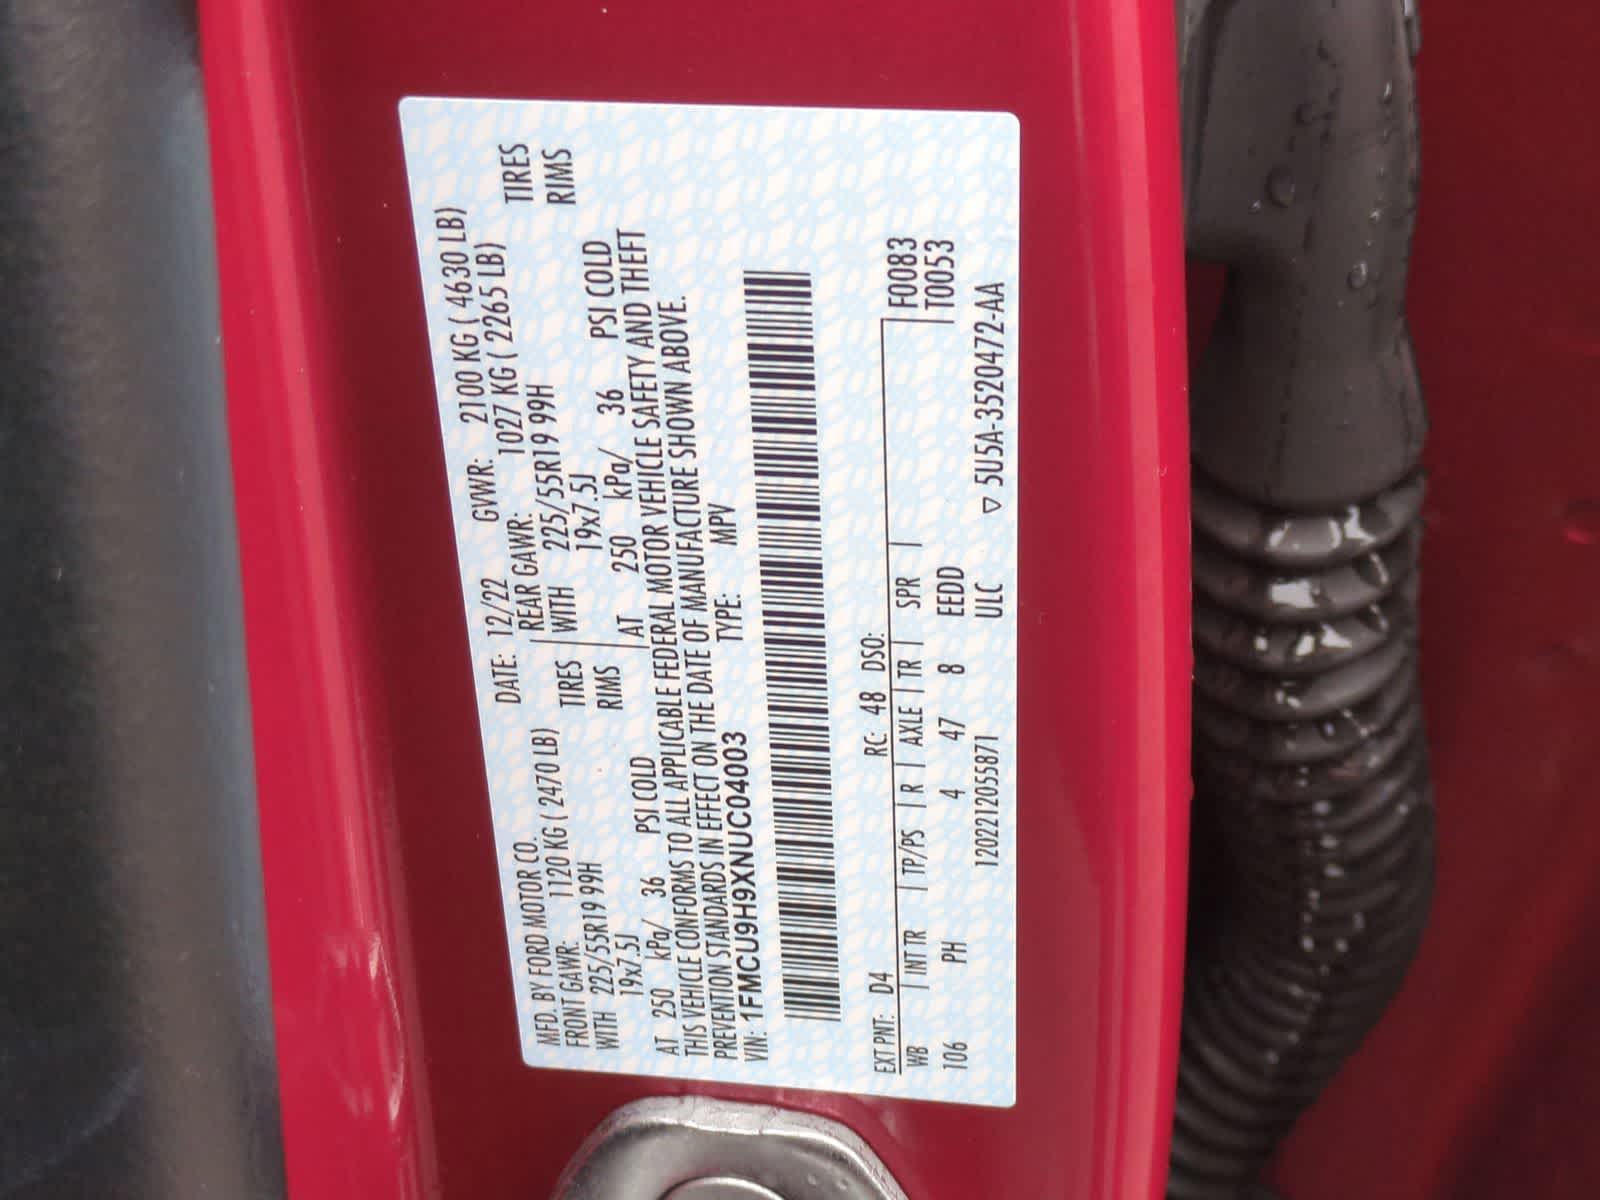 MFD. BY FORD MOTOR CO. DATE: 12/22 GVWR: 2100 KG ( 4630 LB)
FRONT GAWR: 1120 KG ( 2470 LB) REAR GAWR: 1027 KG ( 2265 LB)
WITH 225/55R19 99H TIRES WITH 225/55R19 99H TIRES
19x7.5J RIMS 19x7.5J RIMS
AT 250 kPa/ 36 PSI COLD AT 250 kPa/ 36 PSI COLD
THIS VEHICLE CONFORMS TO ALL APPLICABLE FEDERAL MOTOR VEHICLE SAFETY AND THEFT
PREVENTION STANDARDS IN EFFECT ON THE DATE OF MANUFACTURE SHOWN ABOVE.
VIN: 1FMCU9H9XNUC04003 TYPE: MPV
EXT PNT: D4 RC: 48 DSO: F0083
WB | INT TR | TP/PS | R | AXLE | TR | SPR | T0053
106 PH 4 47 8 EEDD
120221205S871 ULC ▽ 5U5A-3520472-AA